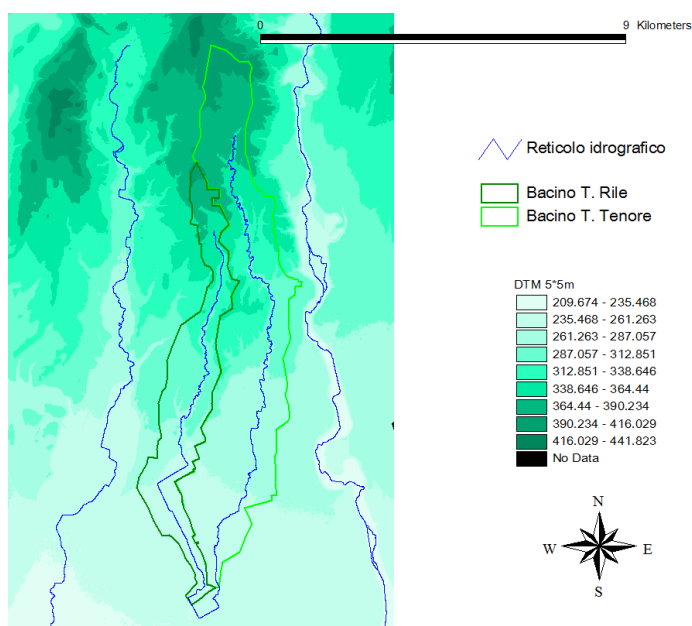 0 9 Kilometers
Reticolo idrografico
Bacino T. Rile
Bacino T. Tenore
DTM 5*5m
209.674 - 235.468
235.468 - 261.263
261.263 - 287.057
287.057 - 312.851
312.851 - 338.646
338.646 - 364.44
364.44 - 390.234
390.234 - 416.029
416.029 - 441.823
No Data
N
W E
S